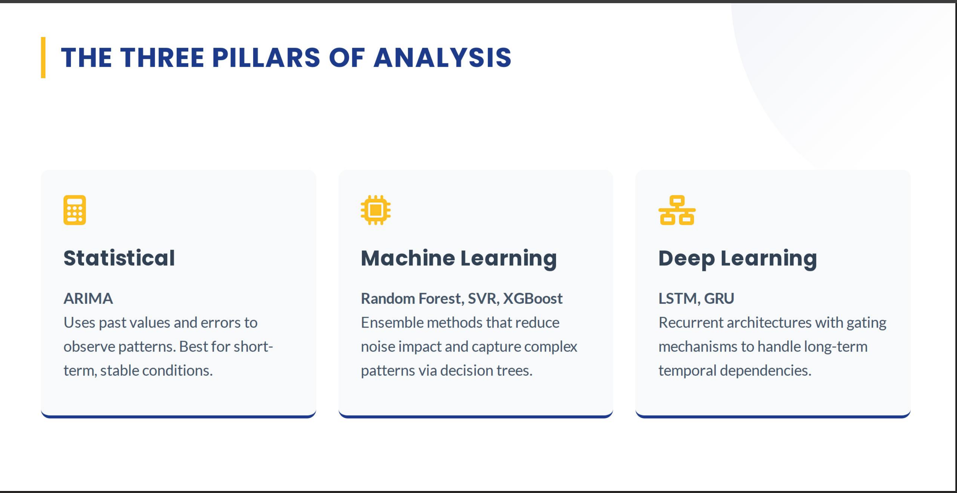 THE THREE PILLARS OF ANALYSIS
Statistical
ARIMA
Uses past values and errors to
observe patterns. Best for short-
term, stable conditions.
Machine Learning
Random Forest, SVR, XGBoost
Ensemble methods that reduce
noise impact and capture complex
patterns via decision trees.
Deep Learning
LSTM, GRU
Recurrent architectures with gating
mechanisms to handle long-term
temporal dependencies.